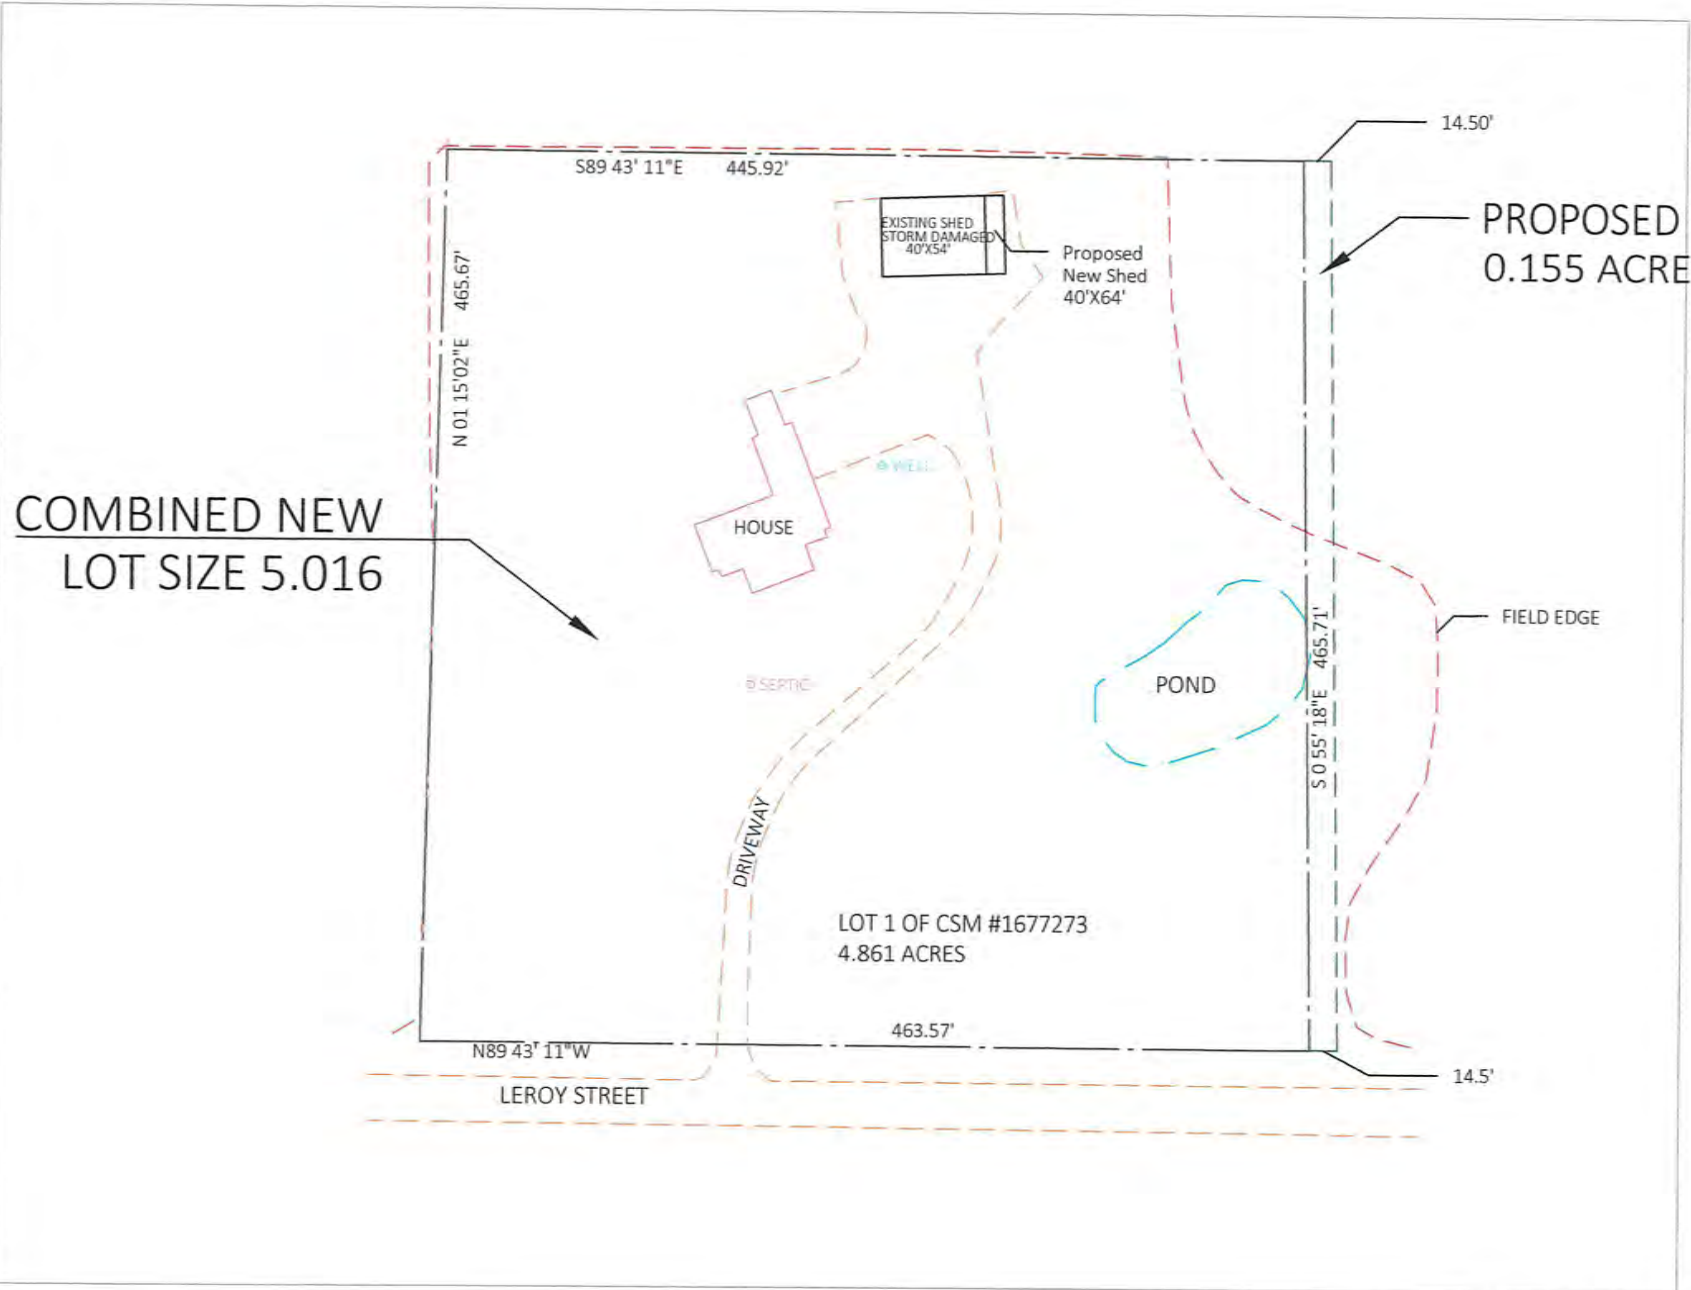 14.50'
S89 43' 11"E 445.92'
PROPOSED
0.155 ACRE
EXISTING SHED
STORM DAMAGED
40'X54'
Proposed
New Shed
40'X64'
N 01 15'02"E 465.67'
WELL
COMBINED NEW
LOT SIZE 5.016
HOUSE
FIELD EDGE
S 0 55' 18"E 465.71'
POND
SEPTIC
DRIVEWAY
LOT 1 OF CSM #1677273
4.861 ACRES
463.57'
N89 43' 11"W
14.5'
LEROY STREET